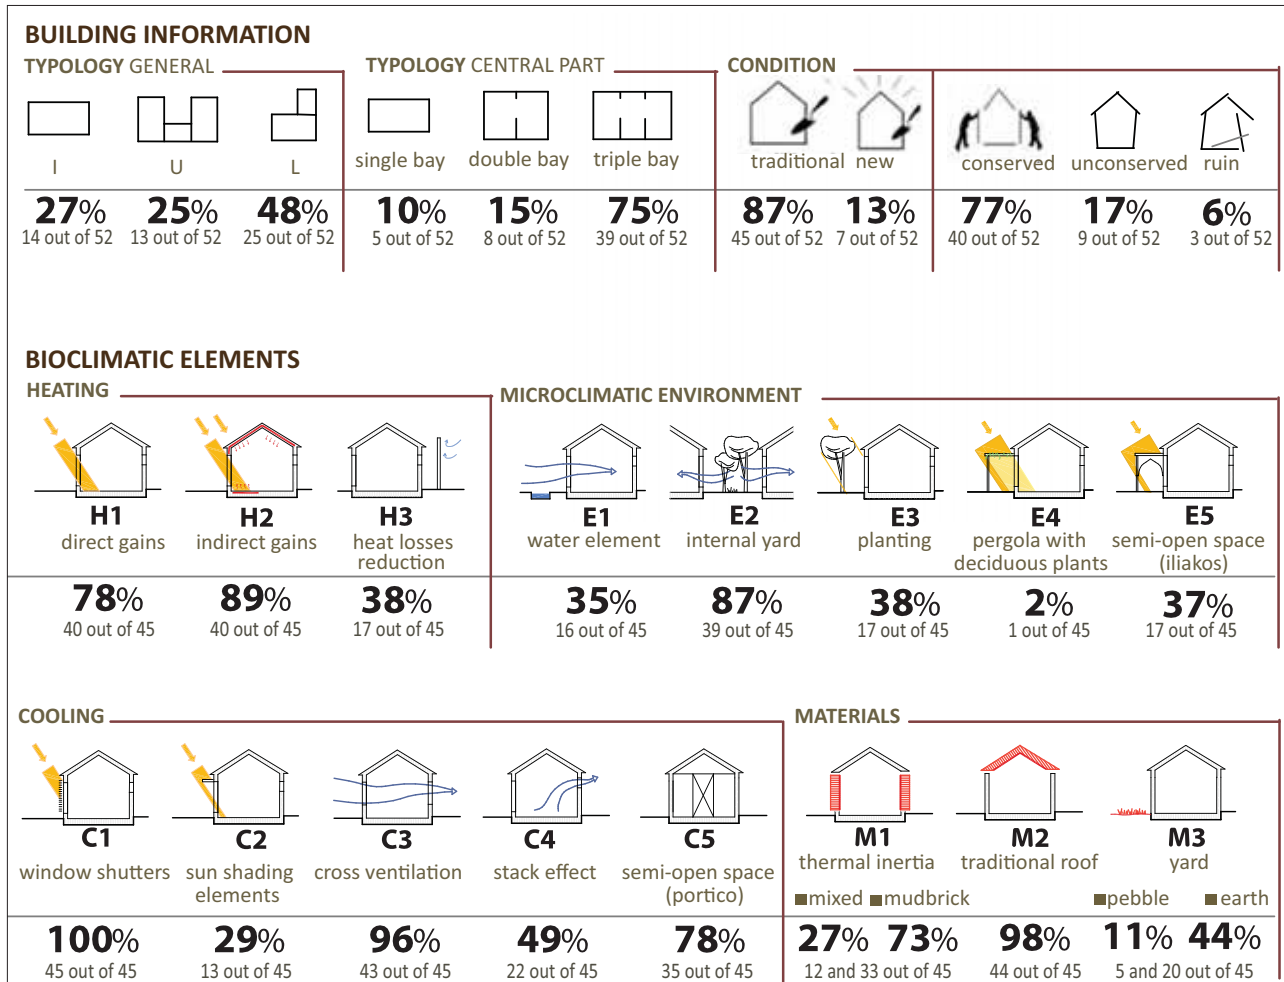 BUILDING INFORMATION
TYPOLOGY GENERAL
TYPOLOGY CENTRAL PART
CONDITION
I
U
L
single bay
double bay
triple bay
traditional
new
conserved
unconserved
ruin
27%
25%
48%
10%
15%
75%
87%
13%
77%
17%
6%
14 out of 52
13 out of 52
25 out of 52
5 out of 52
8 out of 52
39 out of 52
45 out of 52
7 out of 52
40 out of 52
9 out of 52
3 out of 52
BIOCLIMATIC ELEMENTS
HEATING
MICROCLIMATIC ENVIRONMENT
H1
direct gains
H2
indirect gains
H3
heat losses
reduction
E1
water element
E2
internal yard
E3
planting
E4
pergola with
deciduous plants
E5
semi-open space
(iliakos)
78%
89%
38%
35%
87%
38%
2%
37%
40 out of 45
40 out of 45
17 out of 45
16 out of 45
39 out of 45
17 out of 45
1 out of 45
17 out of 45
COOLING
MATERIALS
C1
window shutters
C2
sun shading
elements
C3
cross ventilation
C4
stack effect
C5
semi-open space
(portico)
M1
thermal inertia
M2
traditional roof
M3
yard
mixed
mudbrick
pebble
earth
100%
29%
96%
49%
78%
27%
73%
98%
11%
44%
45 out of 45
13 out of 45
43 out of 45
22 out of 45
35 out of 45
12 and 33 out of 45
44 out of 45
5 and 20 out of 45